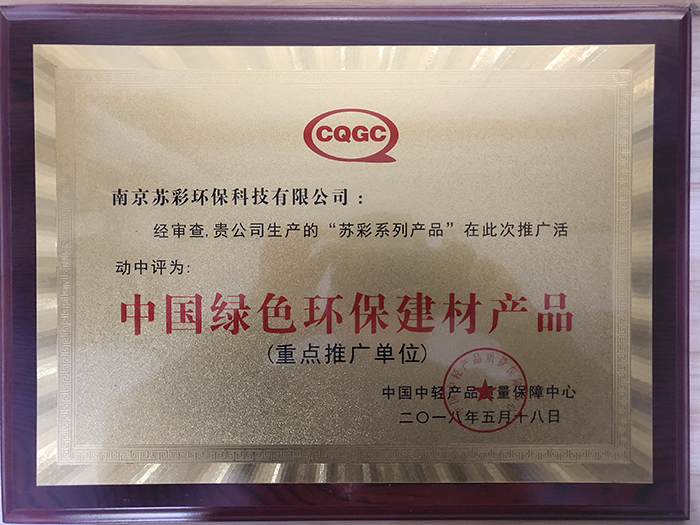 CQGC
南京苏彩环保科技有限公司：
经审查,贵公司生产的“苏彩系列产品”在此次推广活
动中评为:
中国绿色环保建材产品
(重点推广单位)
中国中轻产品质量保障中心
二〇一八年五月十八日